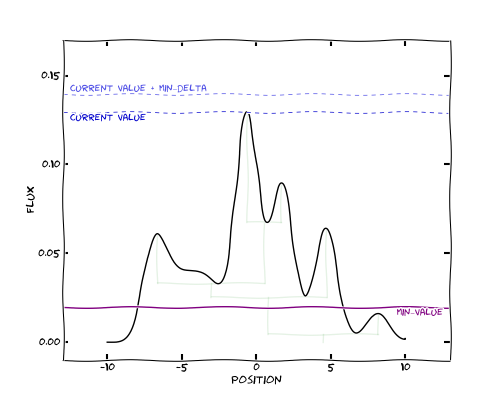 0.15
CURRENT VALUE + MIN_DELTA
CURRENT VALUE
0.10
FLUX
0.05
MIN_VALUE
0.00
-10 -5 0 5 10
POSITION